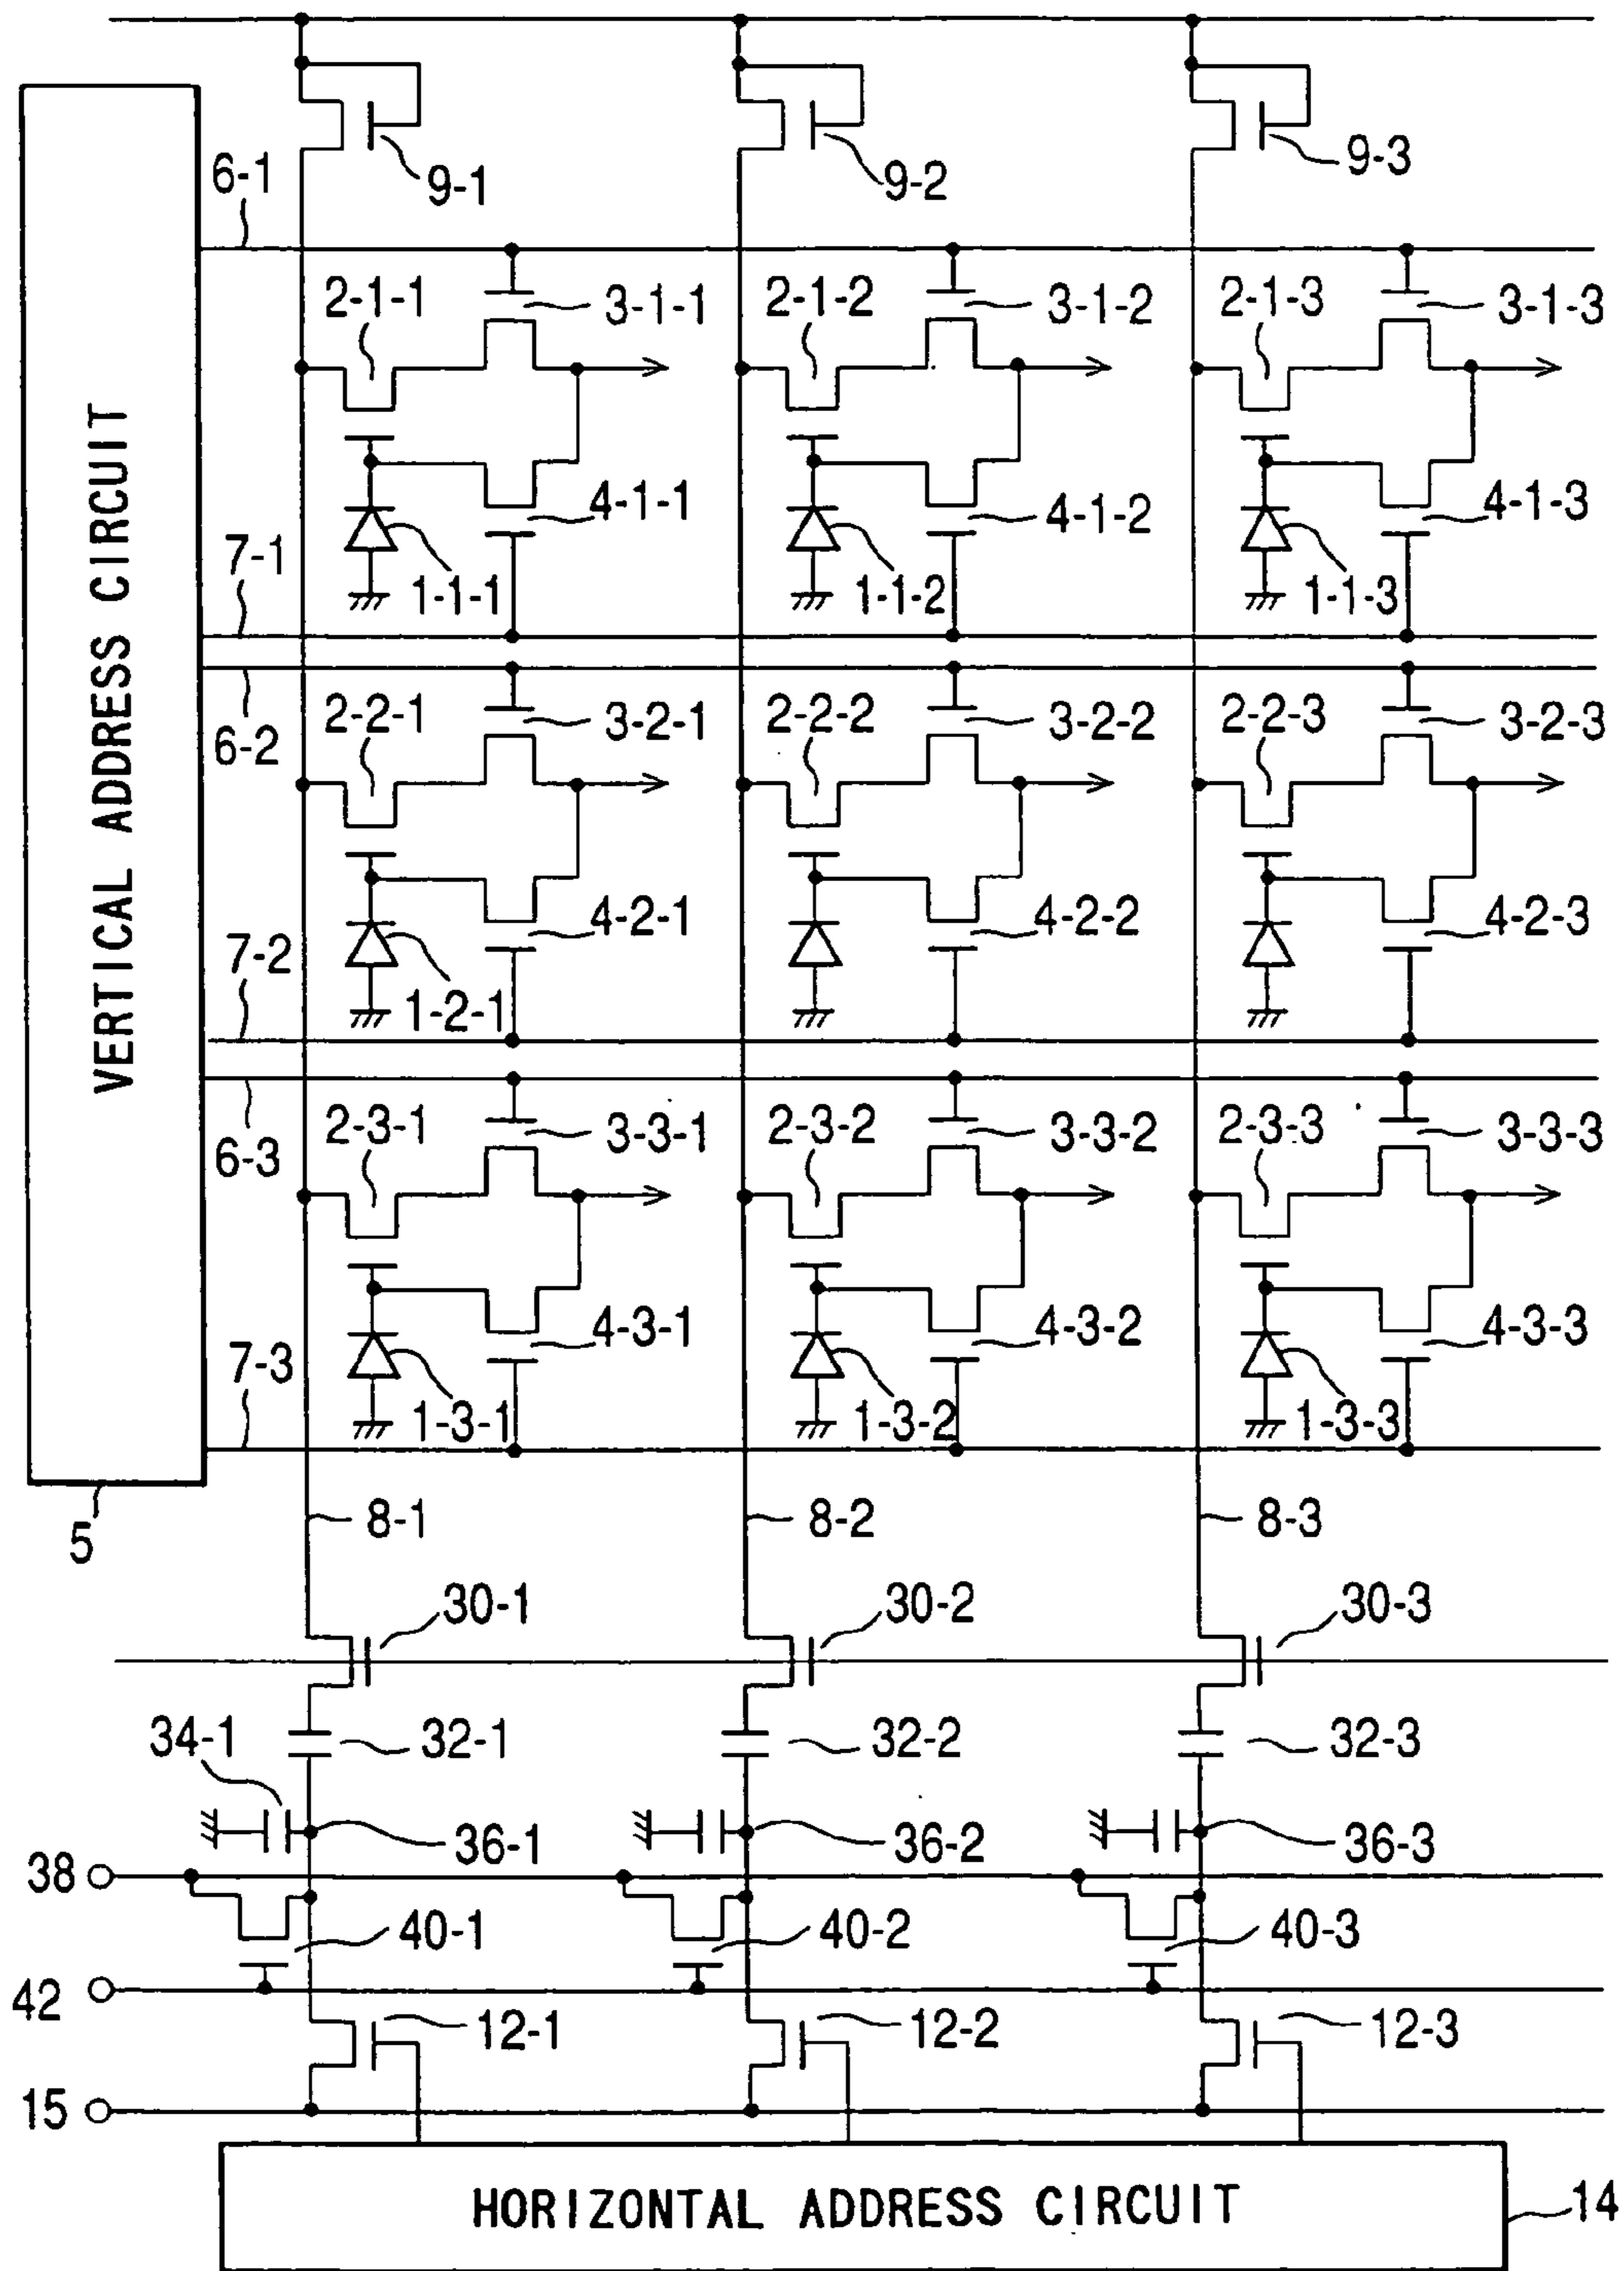 9-1 9-2 9-3
6-1
2-1-1 3-1-1 2-1-2 3-1-2 2-1-3 3-1-3
VERTICAL ADDRESS CIRCUIT
4-1-1 4-1-2 4-1-3
7-1
1-1-1 1-1-2 1-1-3
2-2-1 3-2-1 2-2-2 3-2-2 2-2-3 3-2-3
6-2
4-2-1 4-2-2 4-2-3
7-2
1-2-1
2-3-1 3-3-1 2-3-2 3-3-2 2-3-3 3-3-3
6-3
4-3-1 4-3-2 4-3-3
7-3
1-3-1 1-3-2 1-3-3
5
8-1 8-2 8-3
30-1 30-2 30-3
34-1 32-1 32-2 32-3
36-1 36-2 36-3
38
40-1 40-2 40-3
42
12-1 12-2 12-3
15
HORIZONTAL ADDRESS CIRCUIT
14